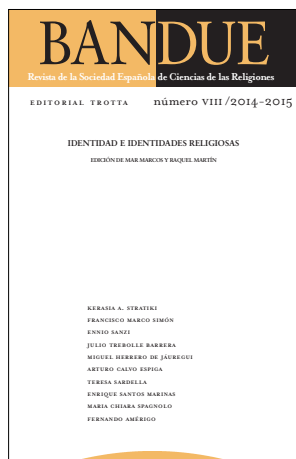 BANDUE
Revista de la Sociedad Española de Ciencias de las Religiones
EDITORIAL TROTTA número VIII/2014-2015
IDENTIDAD E IDENTIDADES RELIGIOSAS
EDICIÓN DE MAR MARCOS Y RAQUEL MARTÍN
KERASIA A. STRATIKI
FRANCISCO MARCO SIMÓN
ENNIO SANZI
JULIO TREBOLLE BARRERA
MIGUEL HERRERO DE JÁUREGUI
ARTURO CALVO ESPIGA
TERESA SARDELLA
ENRIQUE SANTOS MARINAS
MARIA CHIARA SPAGNOLO
FERNANDO AMÉRIGO